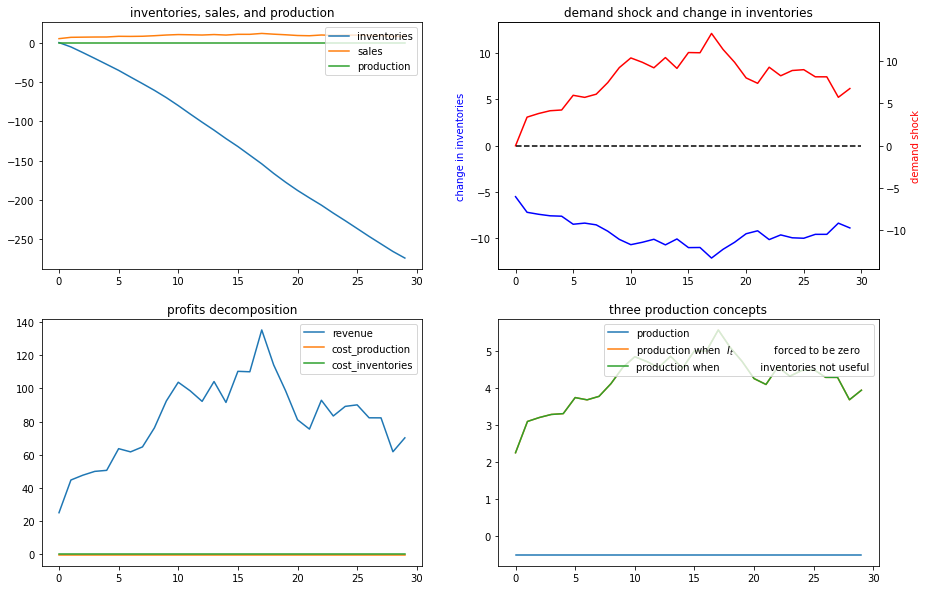 inventories, sales, and production
inventories
sales
production
0
−50
−100
−150
−200
−250
0 5 10 15 20 25 30
demand shock and change in inventories
change in inventories
10
5
0
−5
−10
10
5
0
−5
−10
demand shock
0 5 10 15 20 25 30
profits decomposition
revenue
cost_production
cost_inventories
140
120
100
80
60
40
20
0
0 5 10 15 20 25 30
three production concepts
production
production when I_t forced to be zero
production when inventories not useful
5
4
3
2
1
0
0 5 10 15 20 25 30